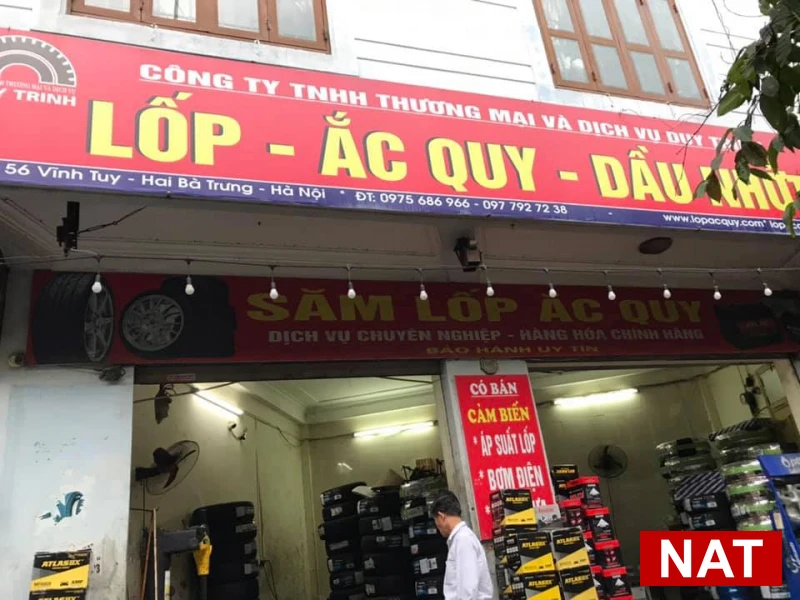 TRINH
CÔNG TY TNHH THƯƠNG MẠI VÀ DỊCH VỤ DUY
LỐP - ẮC QUY - DẦU NHỚT
56 Vĩnh Tuy - Hai Bà Trưng - Hà Nội * ĐT: 0975 686 966 - 097 792 72 38
www.lopacquy.com*
SĂM LỐP ẮC QUY
DỊCH VỤ CHUYÊN NGHIỆP - HÀNG HÓA CHÍNH HÃNG
BẢO HÀNH UY TÍN
CÓ BÁN
CẢM BIẾN
* ÁP SUẤT LỐP
* BƠM ĐIỆN
ATLASBX
ATLASBX
ATLASBX
ATLASBX
NAT